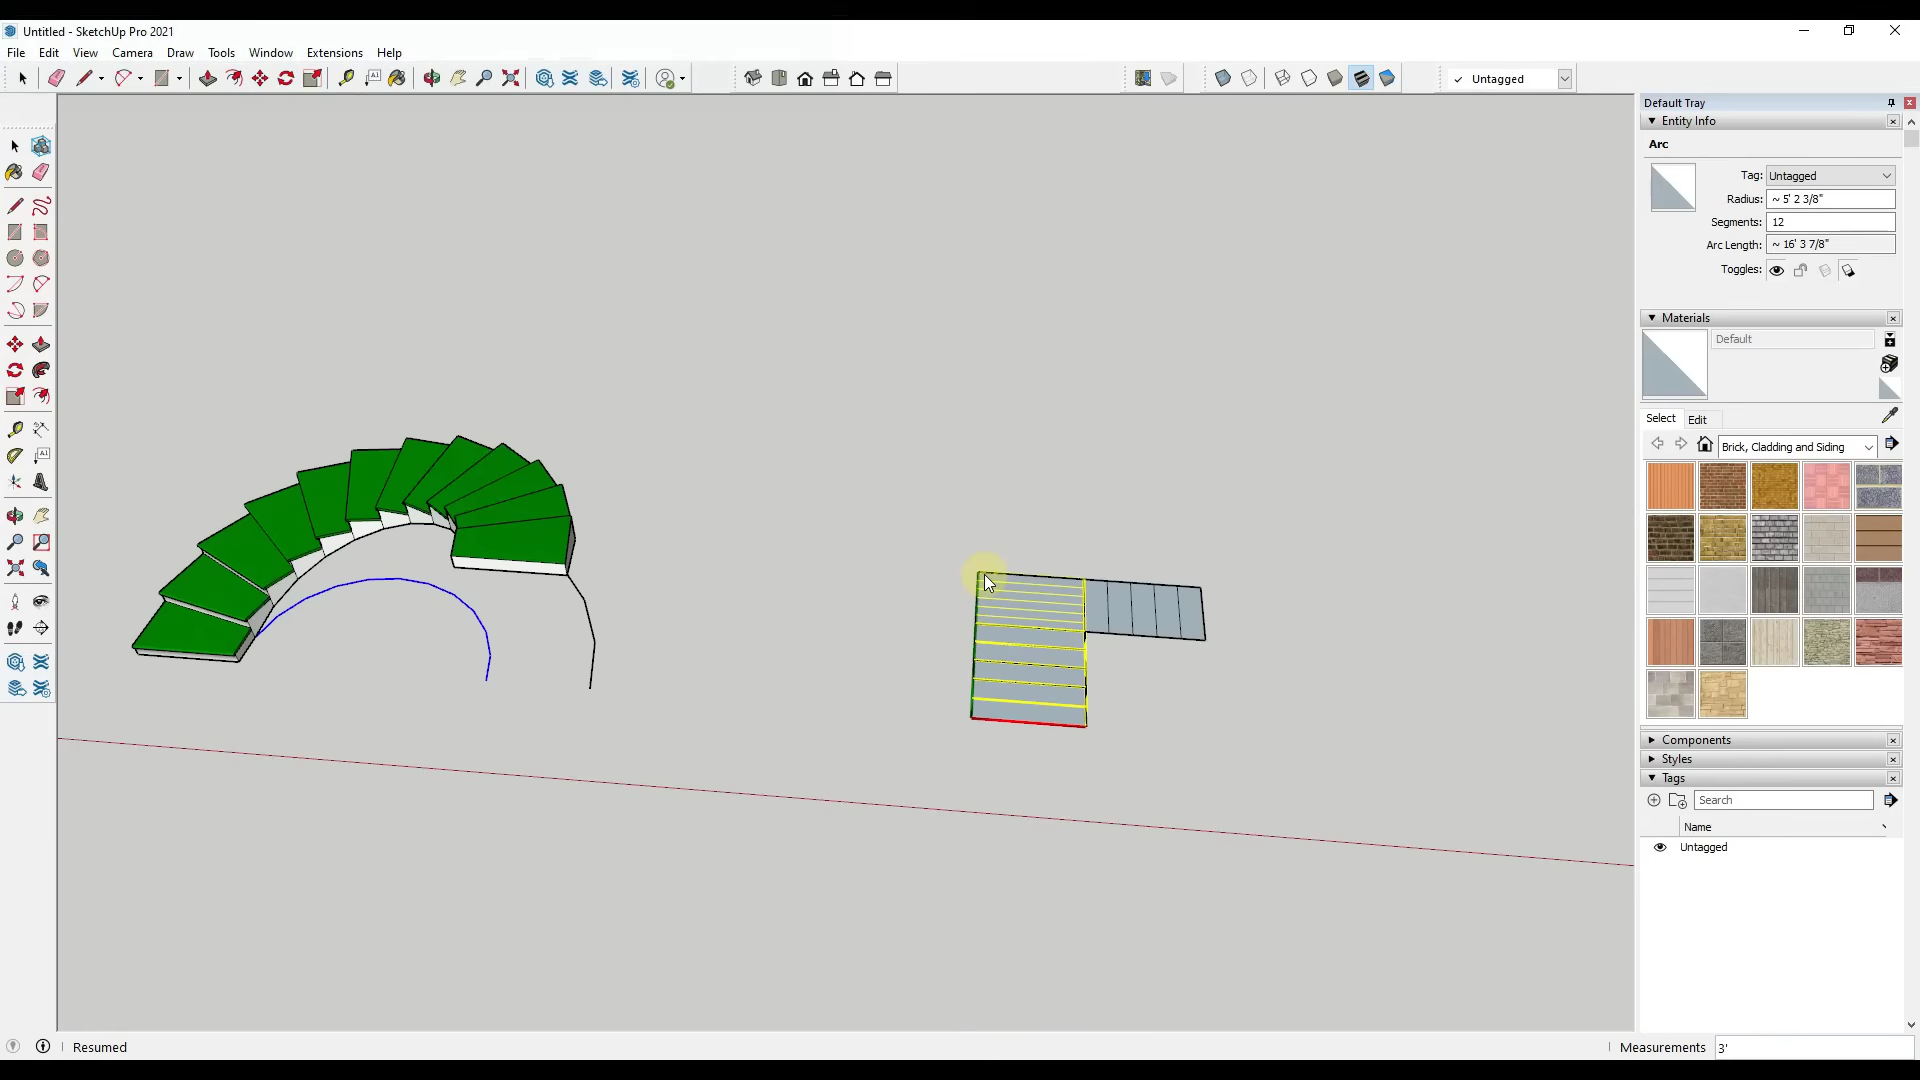 Untitled - SketchUp Pro 2021
File Edit View Camera Draw Tools Window Extensions Help
Untagged
Default Tray
Entity Info
Arc
Tag: Untagged
Radius: ~ 5' 2 3/8"
Segments: 12
Arc Length: ~ 16' 3 7/8"
Toggles:
Materials
Default
Select Edit
Brick, Cladding and Siding
Components
Styles
Tags
Search
Name
Untagged
Resumed
Measurements 3'